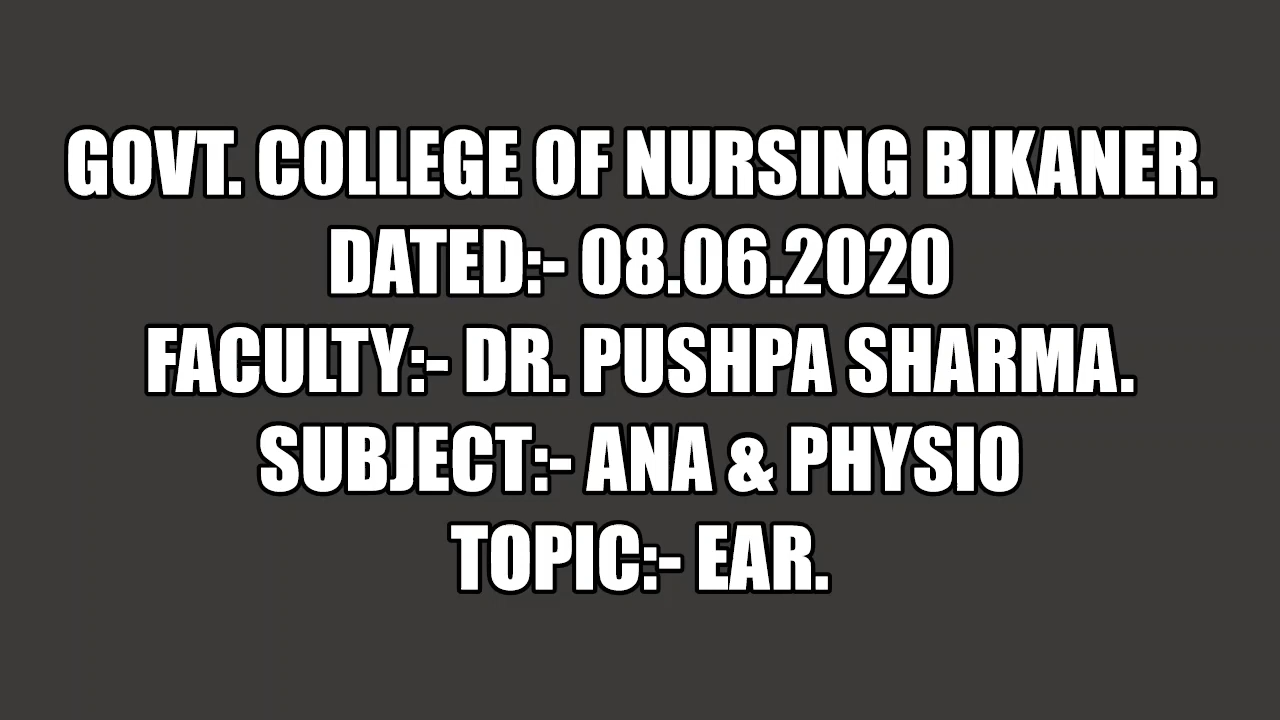 GOVT. COLLEGE OF NURSING BIKANER.
DATED:- 08.06.2020
FACULTY:- DR. PUSHPA SHARMA.
SUBJECT:- ANA & PHYSIO
TOPIC:- EAR.